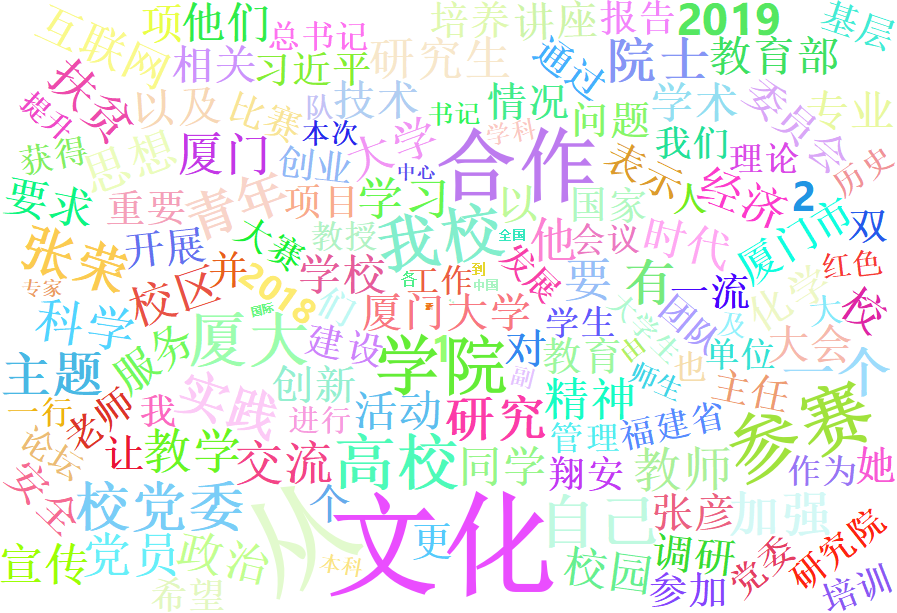 互联网
项
他们
总书记
培养
讲座
报告
2019
基层
相关
习近平
研究生
通过
院士
教育部
扶贫
提升
以及
比赛
队
技术
书记
情况
学术
委员会
专业
获得
思想
厦门
创业
本次
大学
中心
学科
合作
问题
表示
我们
理论
历史
要求
重要
青年
项目
学习
我校
以
国家
人
经济
2
厦门市
双
张荣
开展
大赛
教授
全国
他
会议
时代
红色
专家
校区
并
2018
们
学校
各
工作
到
中国
发展
要
有
一流
化学
校
科学
国际
厦大
建设
厦门大学
学生
大学生
团队
及
大
大会
主题
服务
创新
学院
1
对
教育
三
师生
也
单位
二个
一行
老师
我
实践
进行
活动
研究
副
精神
管理
福建省
主任
参赛
论坛
让
教学
交流
高校
同学
翔安
教师
作为
她
安全
校党委
从
个
文化
更
自己
张彦
加强
宣传
党员
政治
希望
本科
校园
调研
参加
党委
研究院
培训